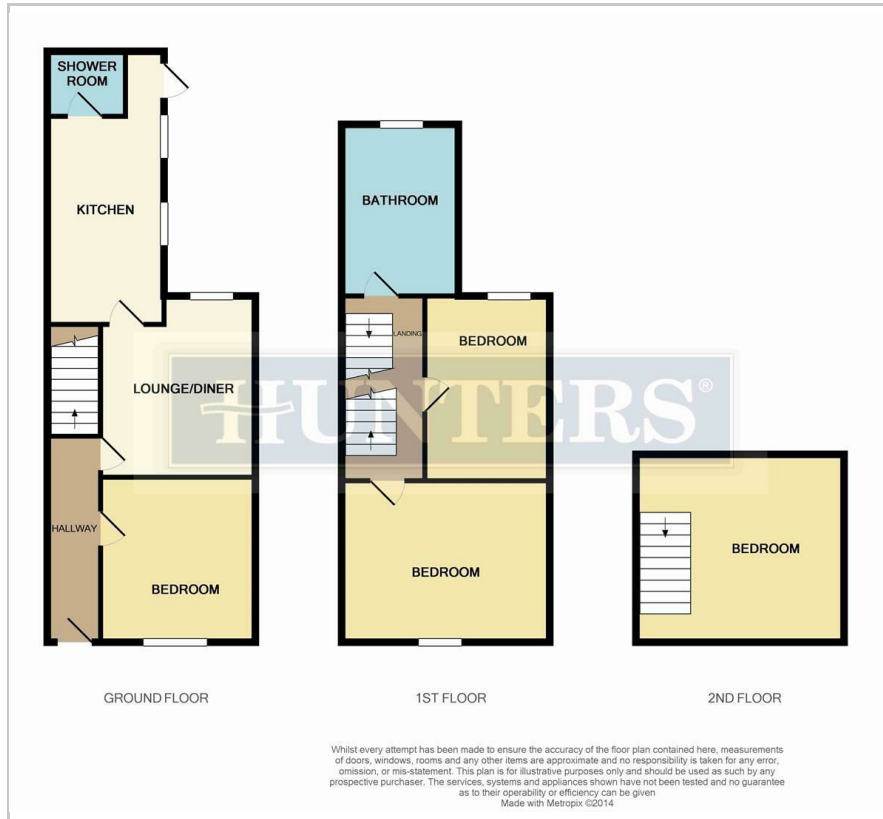 SHOWER
ROOM
KITCHEN
LOUNGE/DINER
HALLWAY
BEDROOM
GROUND FLOOR
BATHROOM
LANDING
BEDROOM
BEDROOM
1ST FLOOR
BEDROOM
2ND FLOOR
HUNTERS®
Whilst every attempt has been made to ensure the accuracy of the floor plan contained here, measurements
of doors, windows, rooms and any other items are approximate and no responsibility is taken for any error,
omission, or mis-statement. This plan is for illustrative purposes only and should be used as such by any
prospective purchaser. The services, systems and appliances shown have not been tested and no guarantee
as to their operability or efficiency can be given
Made with Metropix ©2014